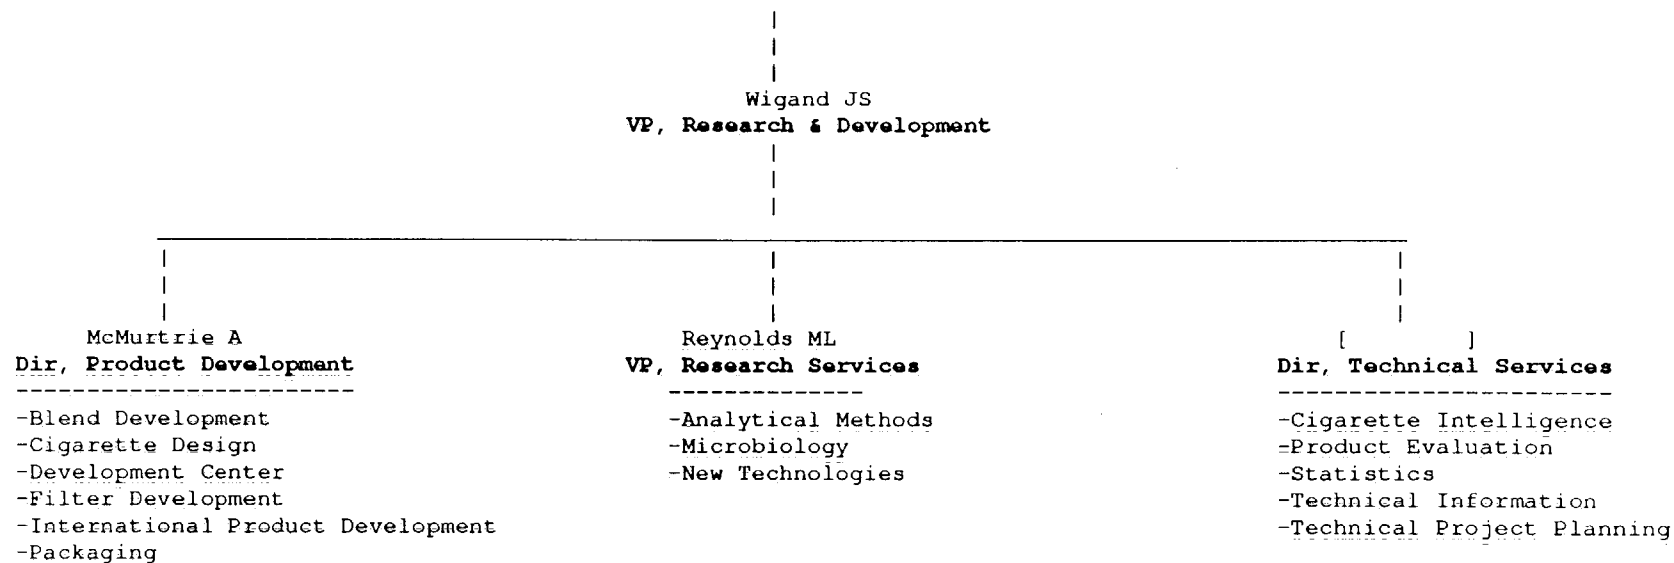 Wigand JS
VP, Research & Development
McMurtrie A
Dir, Product Development
-Blend Development
-Cigarette Design
-Development Center
-Filter Development
-International Product Development
-Packaging
Reynolds ML
VP, Research Services
-Analytical Methods
-Microbiology
-New Technologies
[ ]
Dir, Technical Services
-Cigarette Intelligence
-Product Evaluation
-Statistics
-Technical Information
-Technical Project Planning